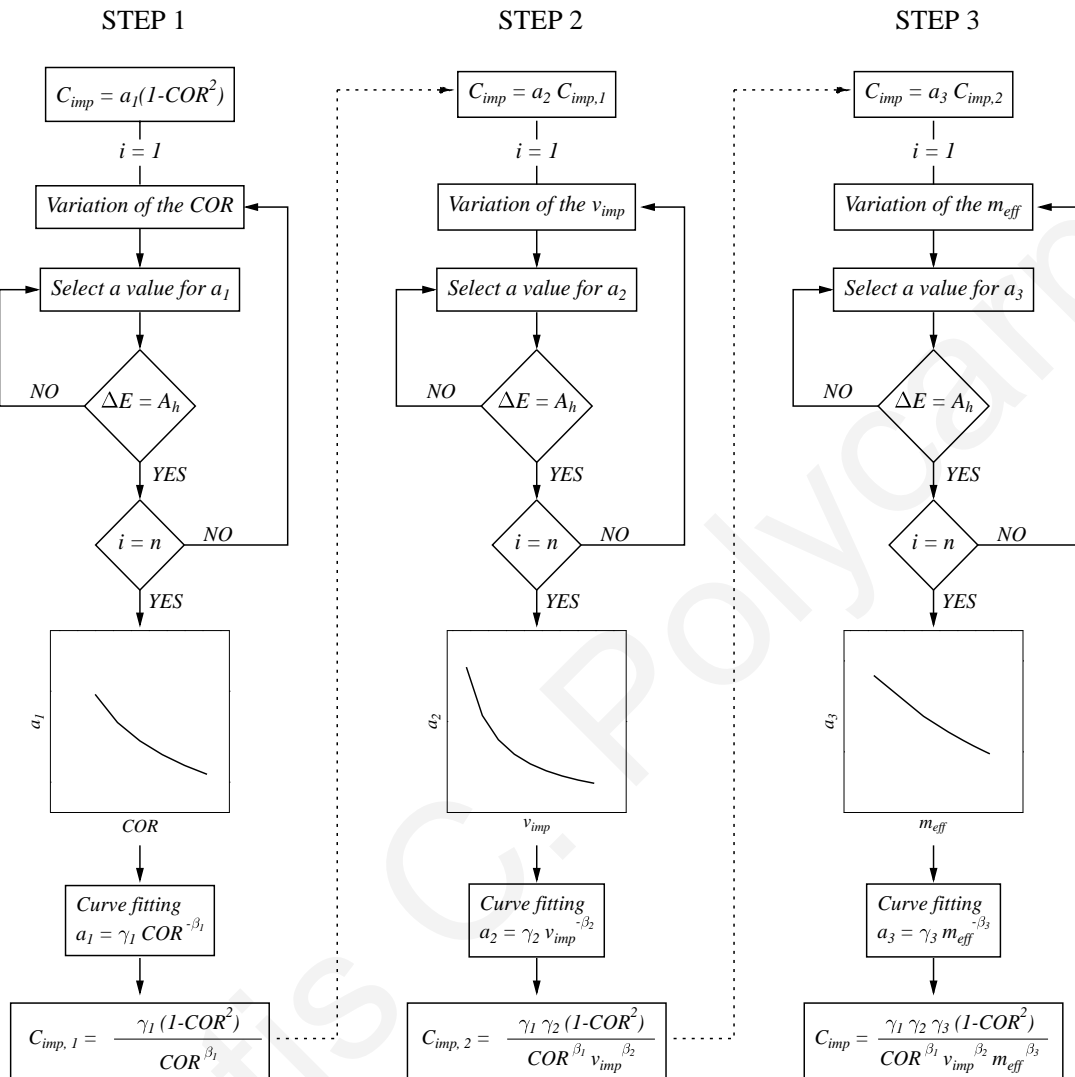 STEP 1
C_imp = a_1(1-COR^2)
i = 1
Variation of the COR
Select a value for a_1
NO
ΔE = A_h
YES
i = n
NO
YES
a_1
COR
Curve fitting
a_1 = γ_1 COR^-β_1
C_imp, 1 = γ_1 (1-COR^2) / COR^β_1
STEP 2
C_imp = a_2 C_imp,1
i = 1
Variation of the v_imp
Select a value for a_2
NO
ΔE = A_h
YES
i = n
NO
YES
a_2
v_imp
Curve fitting
a_2 = γ_2 v_imp^-β_2
C_imp, 2 = γ_1 γ_2 (1-COR^2) / COR^β_1 v_imp^β_2
STEP 3
C_imp = a_3 C_imp,2
i = 1
Variation of the m_eff
Select a value for a_3
NO
ΔE = A_h
YES
i = n
NO
YES
a_3
m_eff
Curve fitting
a_3 = γ_3 m_eff^-β_3
C_imp = γ_1 γ_2 γ_3 (1-COR^2) / COR^β_1 v_imp^β_2 m_eff^β_3
C.